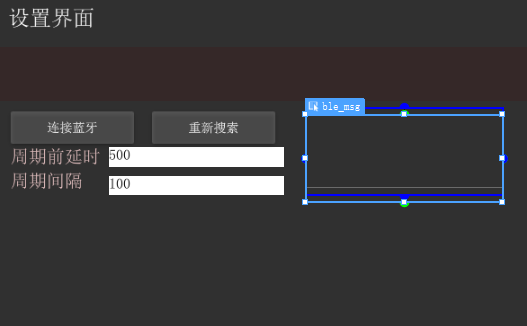 设置界面
ble_msg
连接蓝牙
重新搜索
周期前延时 500
周期间隔 100